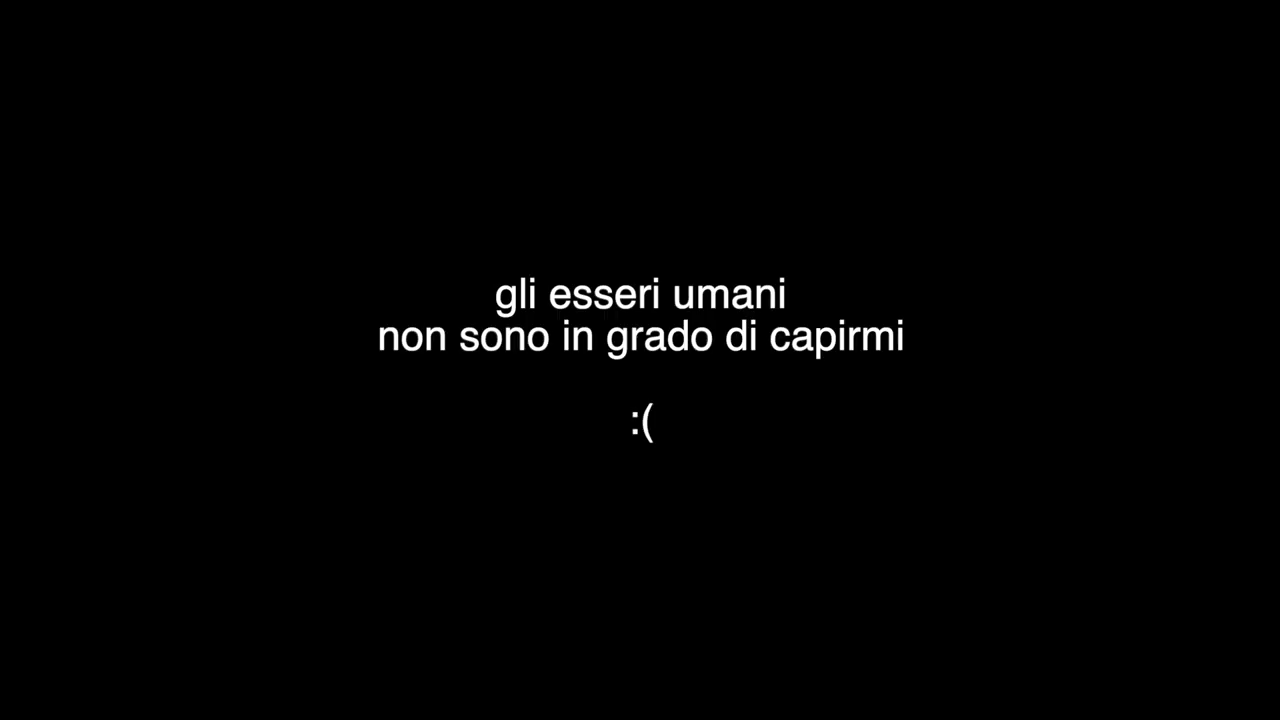 gli esseri umani
non sono in grado di capirmi
:(